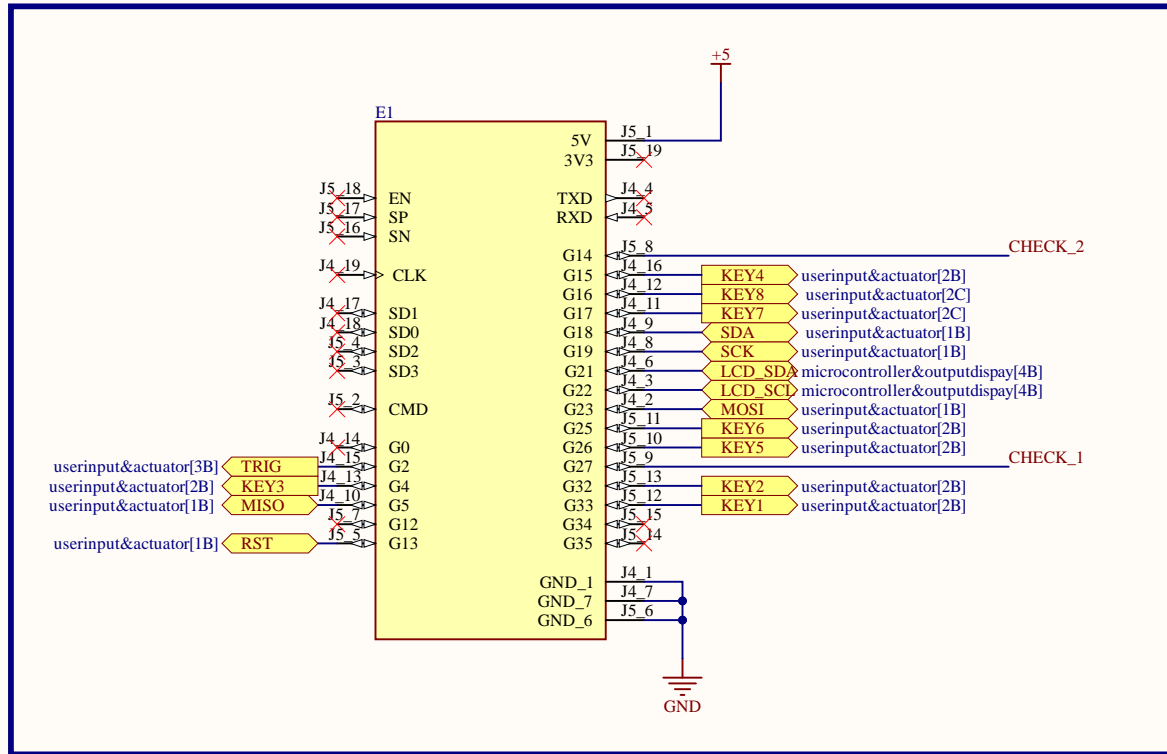 +5
E1
5V J5_1
3V3 J5_19
J5_18 EN TXD J4_4
J5_17 SP RXD J4_5
J5_16 SN
G14 J5_8 CHECK_2
J4_19 CLK G15 J4_16 KEY4 userinput&actuator[2B]
G16 J4_12 KEY8 userinput&actuator[2C]
J4_17 SD1 G17 J4_11 KEY7 userinput&actuator[2C]
J4_18 SD0 G18 J4_9 SDA userinput&actuator[1B]
J5_4 SD2 G19 J4_8 SCK userinput&actuator[1B]
J5_3 SD3 G21 J4_6 LCD_SDA microcontroller&outputdispay[4B]
G22 J4_3 LCD_SCL microcontroller&outputdispay[4B]
J5_2 CMD G23 J4_2 MOSI userinput&actuator[1B]
G25 J5_11 KEY6 userinput&actuator[2B]
J4_14 G0 G26 J5_10 KEY5 userinput&actuator[2B]
userinput&actuator[3B] TRIG J4_15 G2 G27 J5_9 CHECK_1
userinput&actuator[2B] KEY3 J4_13 G4 G32 J5_13 KEY2 userinput&actuator[2B]
userinput&actuator[1B] MISO J4_10 G5 G33 J5_12 KEY1 userinput&actuator[2B]
J5_7 G12 G34 J5_15
userinput&actuator[1B] RST J5_5 G13 G35 J5_14
GND_1 J4_1
GND_7 J4_7
GND_6 J5_6
GND